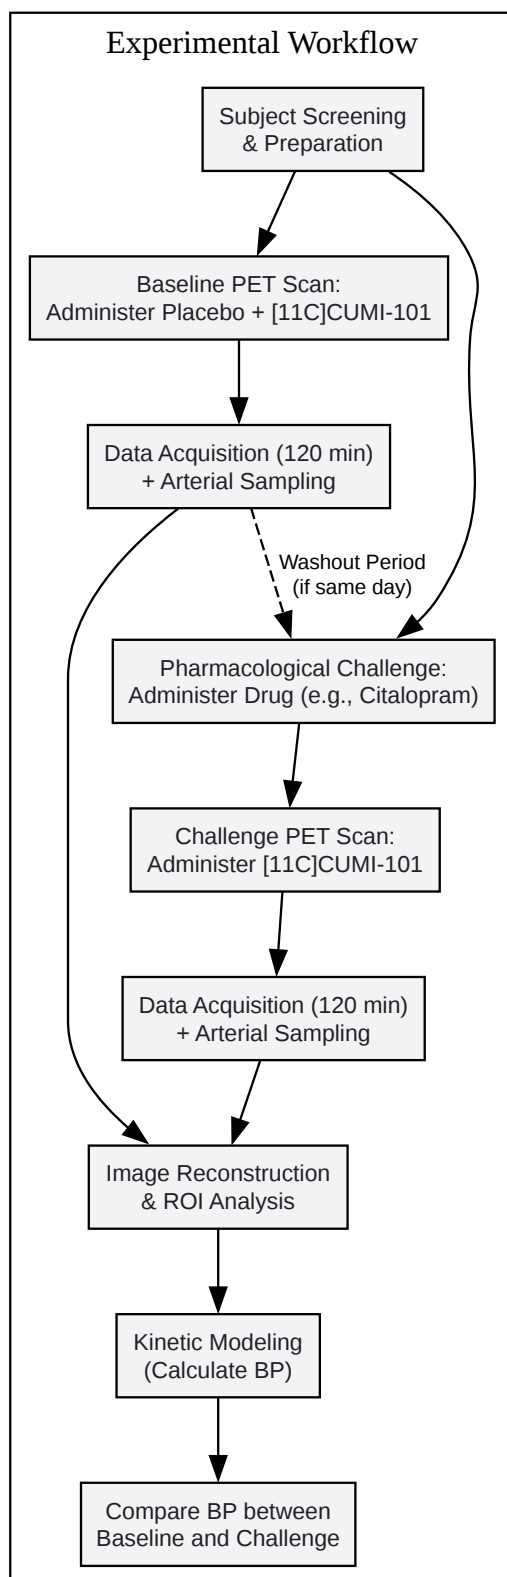 Experimental Workflow
Subject Screening
& Preparation
Baseline PET Scan:
Administer Placebo + [11C]CUMI-101
Data Acquisition (120 min)
+ Arterial Sampling
Washout Period
(if same day)
Pharmacological Challenge:
Administer Drug (e.g., Citalopram)
Challenge PET Scan:
Administer [11C]CUMI-101
Data Acquisition (120 min)
+ Arterial Sampling
Image Reconstruction
& ROI Analysis
Kinetic Modeling
(Calculate BP)
Compare BP between
Baseline and Challenge